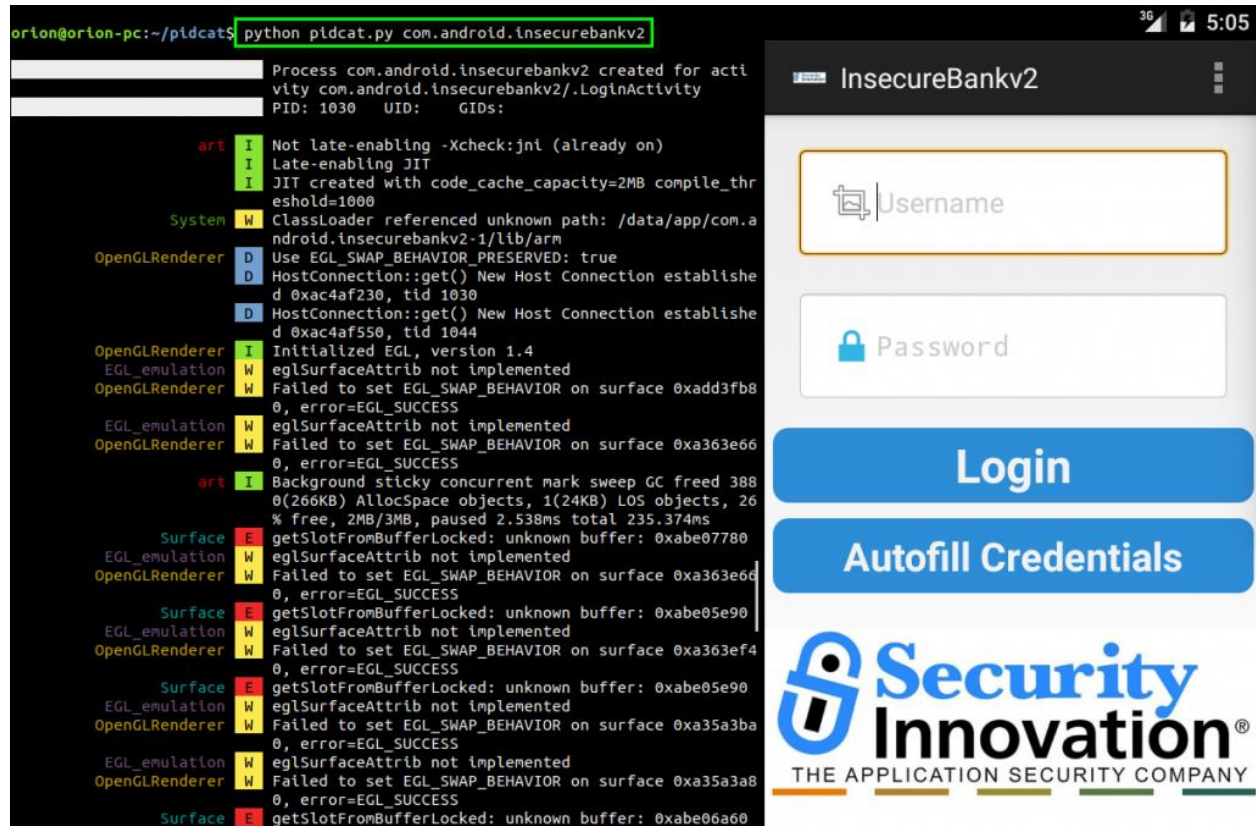 orion@orion-pc:~/pidcat$ python pidcat.py com.android.insecurebankv2
Process com.android.insecurebankv2 created for acti
vity com.android.insecurebankv2/.LoginActivity
PID: 1030   UID:    GIDs:
art I Not late-enabling -Xcheck:jni (already on)
I Late-enabling JIT
I JIT created with code_cache_capacity=2MB compile_thr
eshold=1000
System W ClassLoader referenced unknown path: /data/app/com.a
ndroid.insecurebankv2-1/lib/arm
OpenGLRenderer D Use EGL_SWAP_BEHAVIOR_PRESERVED: true
D HostConnection::get() New Host Connection establishe
d 0xac4af230, tid 1030
D HostConnection::get() New Host Connection establishe
d 0xac4af550, tid 1044
OpenGLRenderer I Initialized EGL, version 1.4
EGL_emulation W eglSurfaceAttrib not implemented
OpenGLRenderer W Failed to set EGL_SWAP_BEHAVIOR on surface 0xadd3fb8
0, error=EGL_SUCCESS
EGL_emulation W eglSurfaceAttrib not implemented
OpenGLRenderer W Failed to set EGL_SWAP_BEHAVIOR on surface 0xa363e66
0, error=EGL_SUCCESS
art I Background sticky concurrent mark sweep GC freed 388
0(266KB) AllocSpace objects, 1(24KB) LOS objects, 26
% free, 2MB/3MB, paused 2.538ms total 235.374ms
Surface E getSlotFromBufferLocked: unknown buffer: 0xabe07780
EGL_emulation W eglSurfaceAttrib not implemented
OpenGLRenderer W Failed to set EGL_SWAP_BEHAVIOR on surface 0xa363e66
0, error=EGL_SUCCESS
Surface E getSlotFromBufferLocked: unknown buffer: 0xabe05e90
EGL_emulation W eglSurfaceAttrib not implemented
OpenGLRenderer W Failed to set EGL_SWAP_BEHAVIOR on surface 0xa363ef4
0, error=EGL_SUCCESS
Surface E getSlotFromBufferLocked: unknown buffer: 0xabe05e90
EGL_emulation W eglSurfaceAttrib not implemented
OpenGLRenderer W Failed to set EGL_SWAP_BEHAVIOR on surface 0xa35a3ba
0, error=EGL_SUCCESS
EGL_emulation W eglSurfaceAttrib not implemented
OpenGLRenderer W Failed to set EGL_SWAP_BEHAVIOR on surface 0xa35a3a8
0, error=EGL_SUCCESS
Surface E getSlotFromBufferLocked: unknown buffer: 0xabe06a60
3G 5:05
InsecureBankv2
Username
Password
Login
Autofill Credentials
Security
Innovation®
THE APPLICATION SECURITY COMPANY